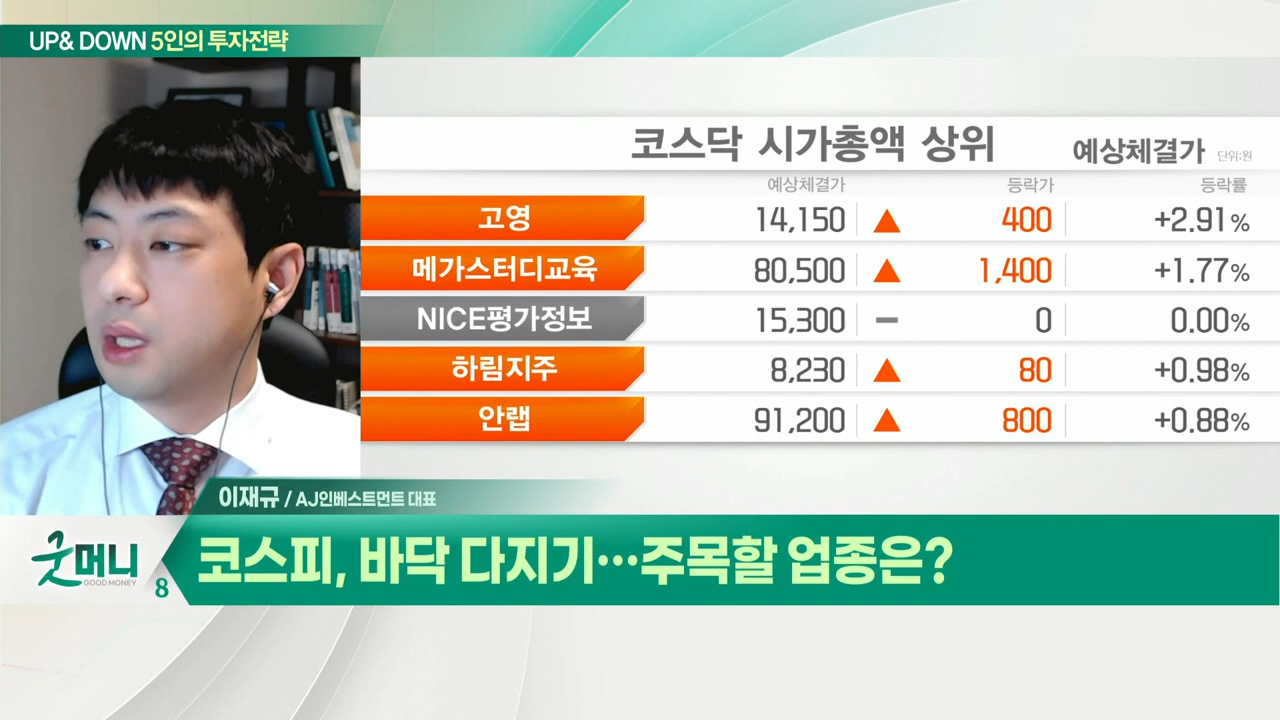 UP& DOWN 5인의 투자전략
코스닥 시가총액 상위 예상체결가 단위:원
예상체결가 등락가 등락률
고영 14,150 ▲ 400 +2.91%
메가스터디교육 80,500 ▲ 1,400 +1.77%
NICE평가정보 15,300 － 0 0.00%
하림지주 8,230 ▲ 80 +0.98%
안랩 91,200 ▲ 800 +0.88%
이재규 / AJ인베스트먼트 대표
굿머니
GOOD MONEY
8
코스피, 바닥 다지기…주목할 업종은?